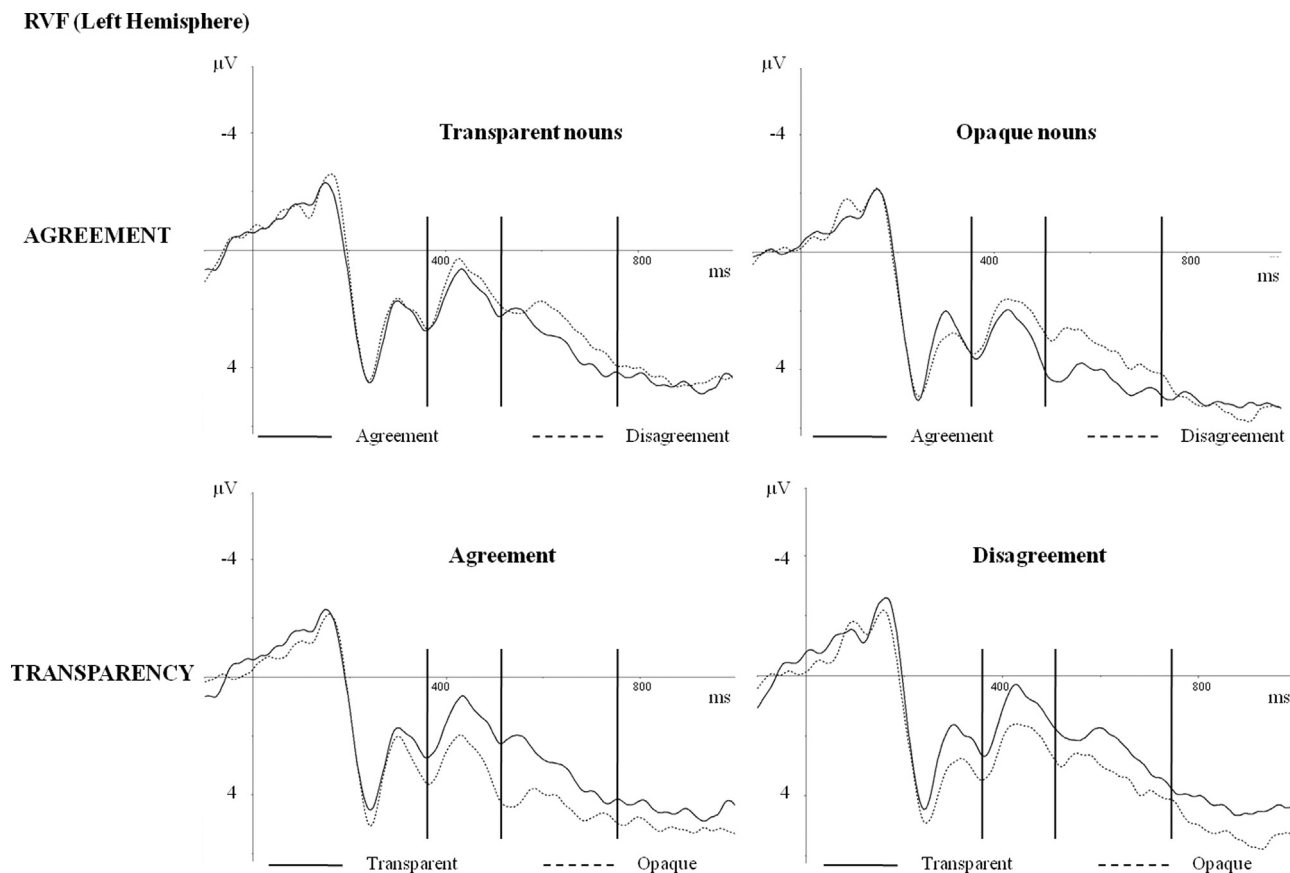 RVF (Left Hemisphere)
µV
µV
-4
Transparent nouns
-4
Opaque nouns
AGREEMENT
400
800
ms
400
800
ms
4
4
Agreement
Disagreement
Agreement
Disagreement
µV
µV
-4
Agreement
-4
Disagreement
TRANSPARENCY
400
800
ms
400
800
ms
4
4
Transparent
Opaque
Transparent
Opaque